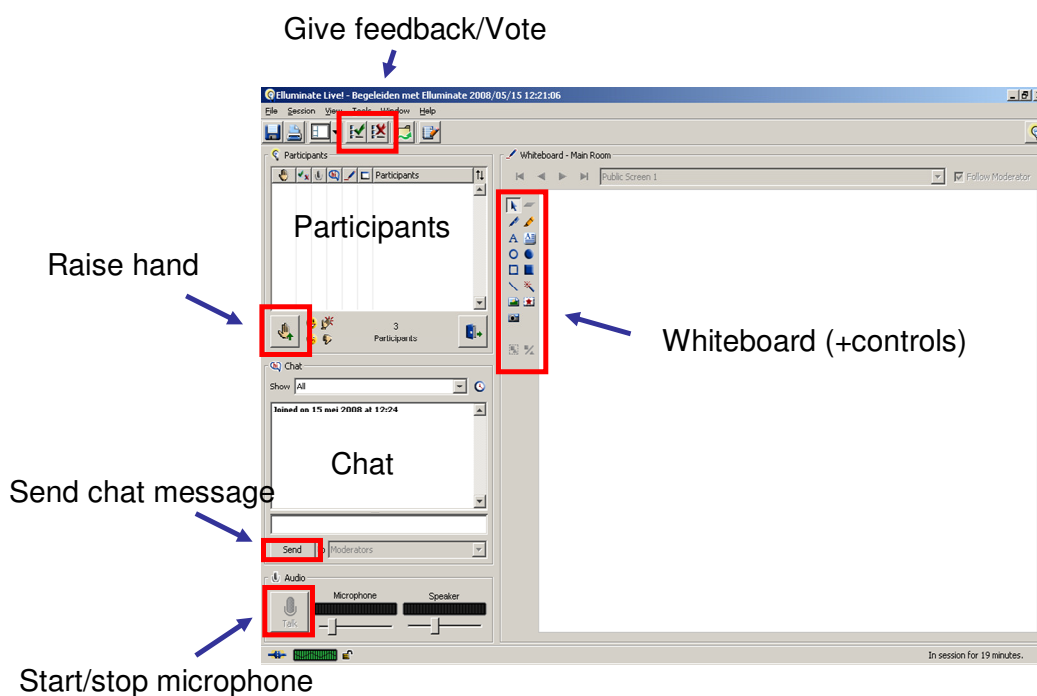 Give feedback/Vote
Elluminate Live! - Begeleiden met Elluminate 2008/05/15 12:21:06
File Session View Tools Window Help
Participants
Participants
Participants
Raise hand
3
Participants
Chat
Show All
Joined on 15 mei 2008 at 12:24
Chat
Send chat message
Send
Moderators
Audio
Microphone Speaker
Talk
Start/stop microphone
Whiteboard - Main Room
Public Screen 1
Follow Moderator
A
Whiteboard (+controls)
In session for 19 minutes.